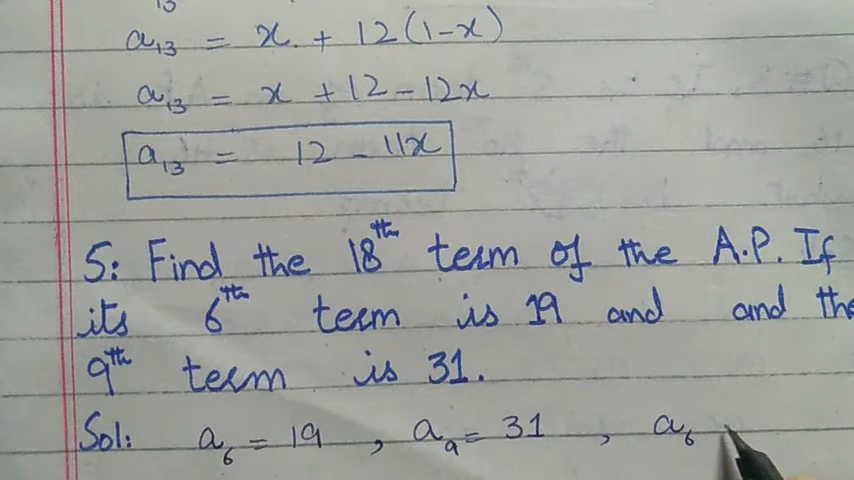 13
a₁₃ = x + 12(1-x)
a₁₃ = x + 12 - 12x
a₁₃ = 12 - 11x
5: Find the 18th term of the A.P. If
its 6th term is 19 and and the
9th term is 31.
Sol: a₆ = 19 , a₉ = 31 , a₆